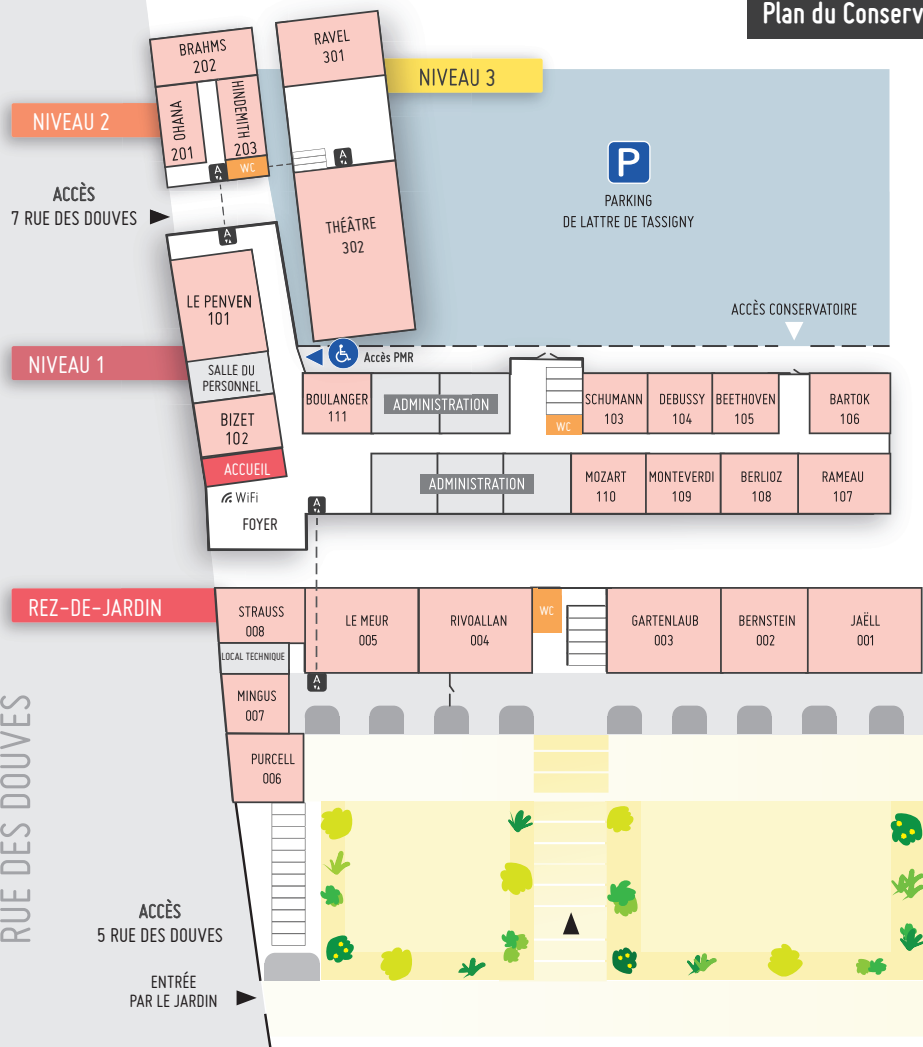 Plan du Conserv
BRAHMS
202
OHANA
201
HINDEMITH
203
WC
A
RAVEL
301
NIVEAU 3
NIVEAU 2
A
THÉÂTRE
302
P
PARKING
DE LATTRE DE TASSIGNY
ACCÈS
7 RUE DES DOUVES
A
LE PENVEN
101
ACCÈS CONSERVATOIRE
NIVEAU 1
Accès PMR
SALLE DU
PERSONNEL
BIZET
102
ACCUEIL
WiFi
FOYER
BOULANGER
111
ADMINISTRATION
WC
SCHUMANN
103
DEBUSSY
104
BEETHOVEN
105
BARTOK
106
ADMINISTRATION
MOZART
110
MONTEVERDI
109
BERLIOZ
108
RAMEAU
107
A
REZ-DE-JARDIN
STRAUSS
008
LE MEUR
005
RIVOALLAN
004
WC
GARTENLAUB
003
BERNSTEIN
002
JAËLL
001
LOCAL TECHNIQUE
A
MINGUS
007
PURCELL
006
RUE DES DOUVES
ACCÈS
5 RUE DES DOUVES
ENTRÉE
PAR LE JARDIN